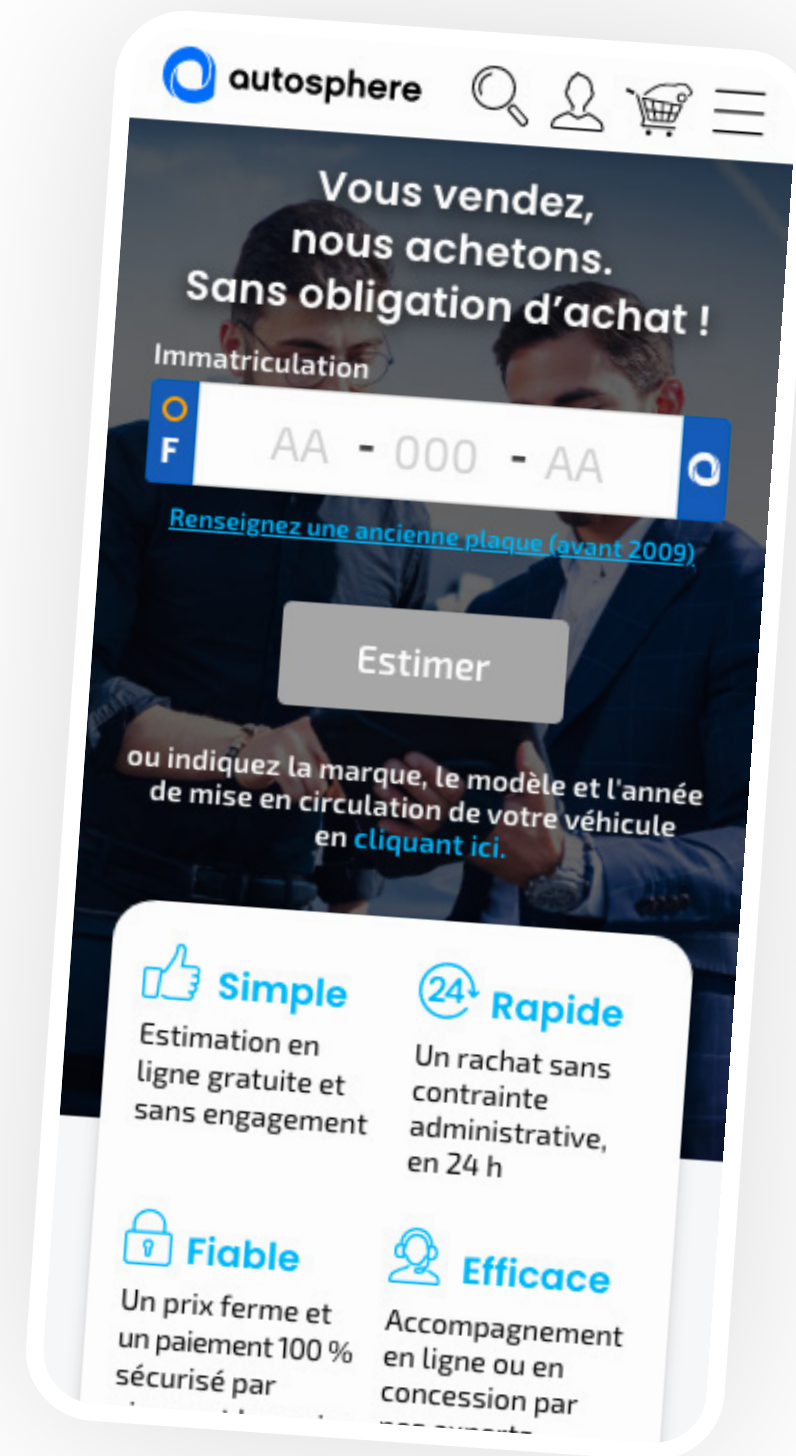 autosphere
Vous vendez,
nous achetons.
Sans obligation d’achat !
Immatriculation
F
AA - 000 - AA
Renseignez une ancienne plaque (avant 2009)
Estimer
ou indiquez la marque, le modèle et l'année
de mise en circulation de votre véhicule
en cliquant ici.
Simple
Estimation en
ligne gratuite et
sans engagement
24
Rapide
Un rachat sans
contrainte
administrative,
en 24 h
Fiable
Un prix ferme et
un paiement 100 %
sécurisé par
Efficace
Accompagnement
en ligne ou en
concession par